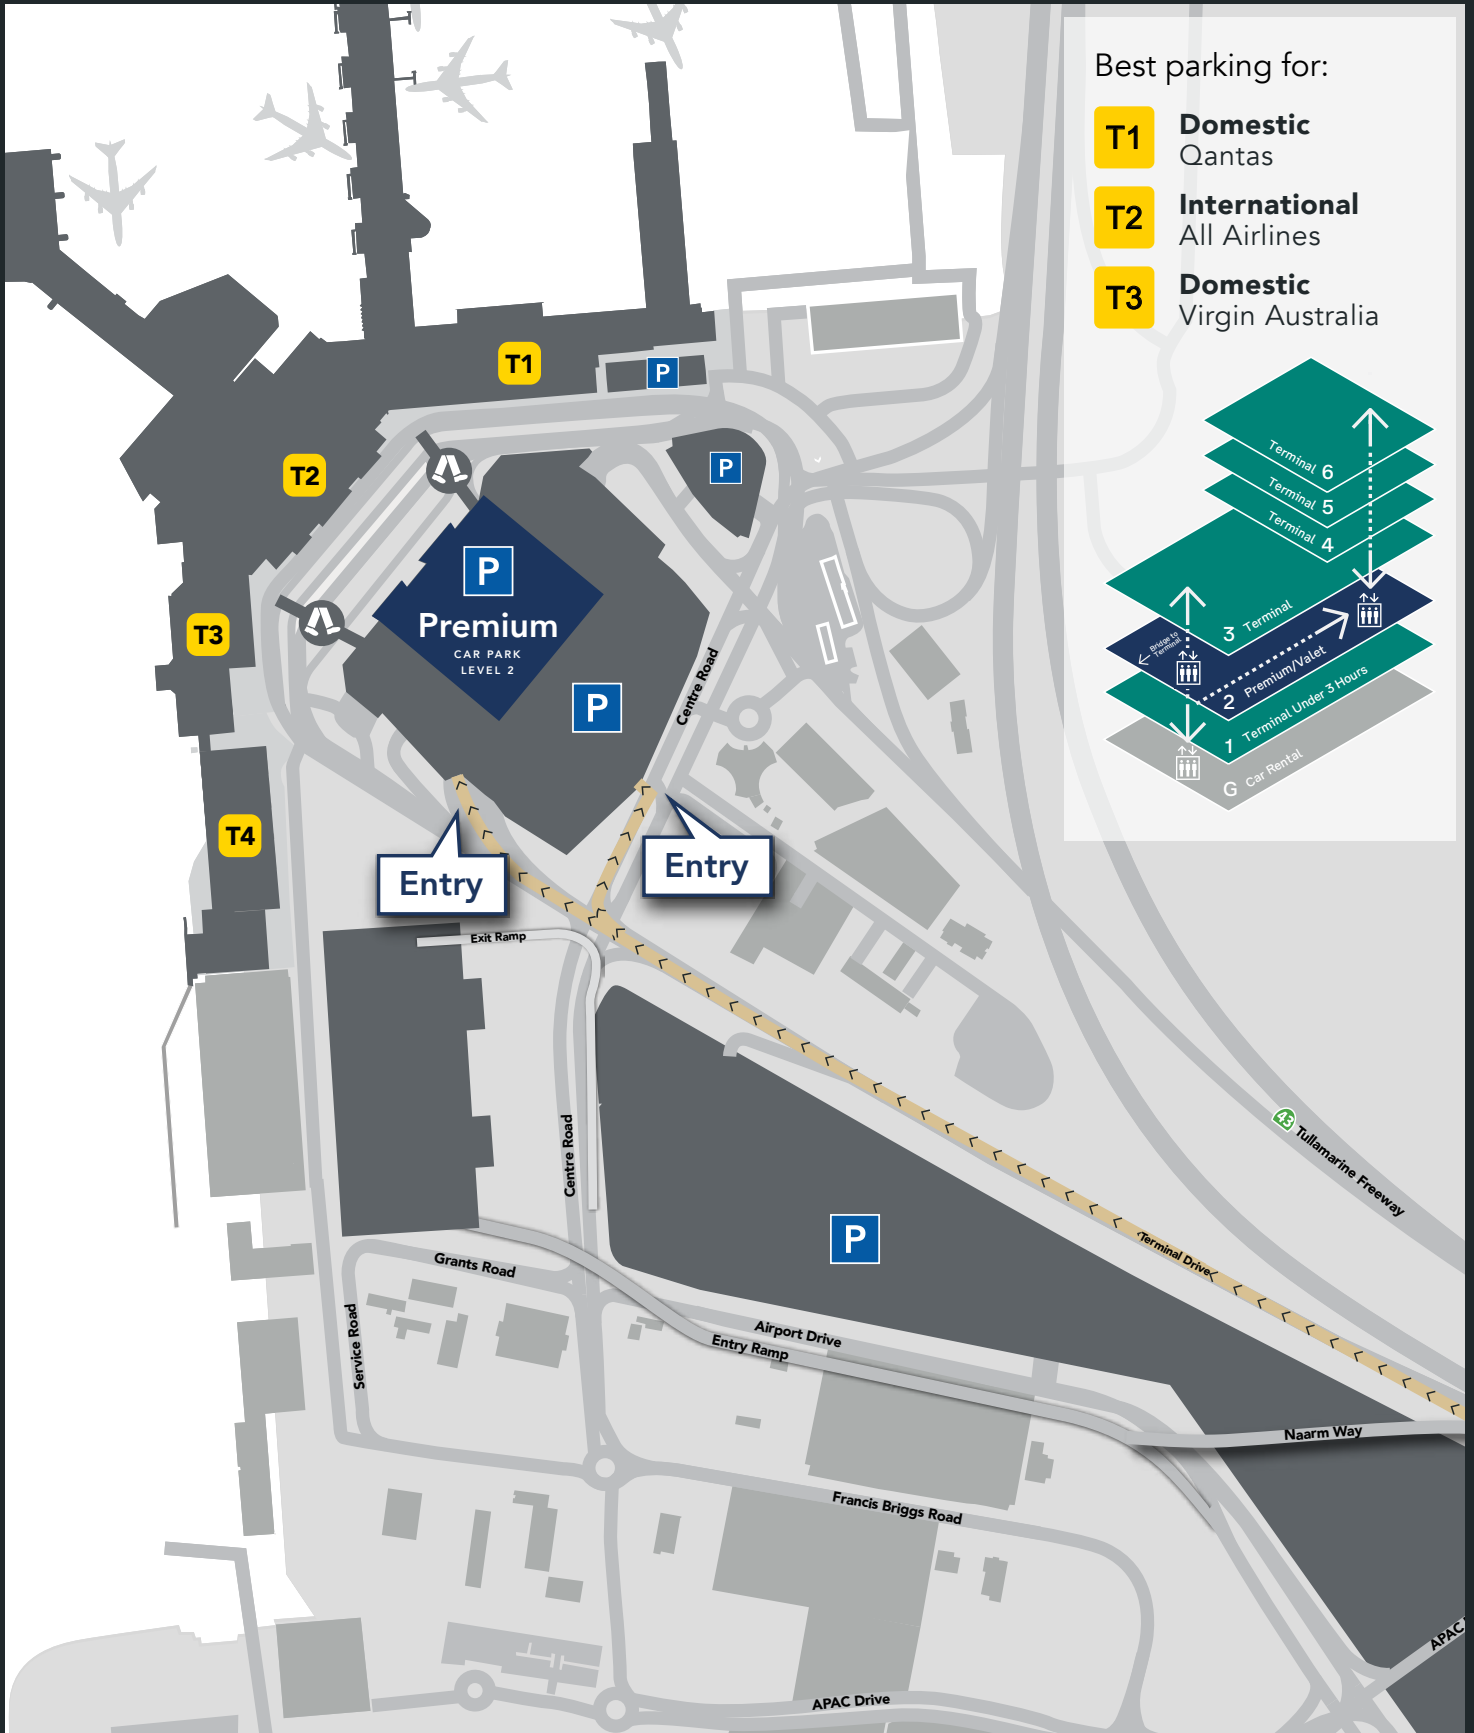 Best parking for:
T1
Domestic
Qantas
T2
International
All Airlines
T3
Domestic
Virgin Australia
Terminal 6
Terminal 5
Terminal 4
3 Terminal
Bridge to
Terminal
2 Premium/Valet
1 Terminal Under 3 Hours
G Car Rental
T1
P
T2
P
P
Premium
CAR PARK
LEVEL 2
T3
P
Centre Road
T4
Entry
Entry
Exit Ramp
43
Tullamarine Freeway
Centre Road
P
Terminal Drive
Grants Road
Service Road
Airport Drive
Entry Ramp
Naarm Way
Francis Briggs Road
APAC
APAC Drive